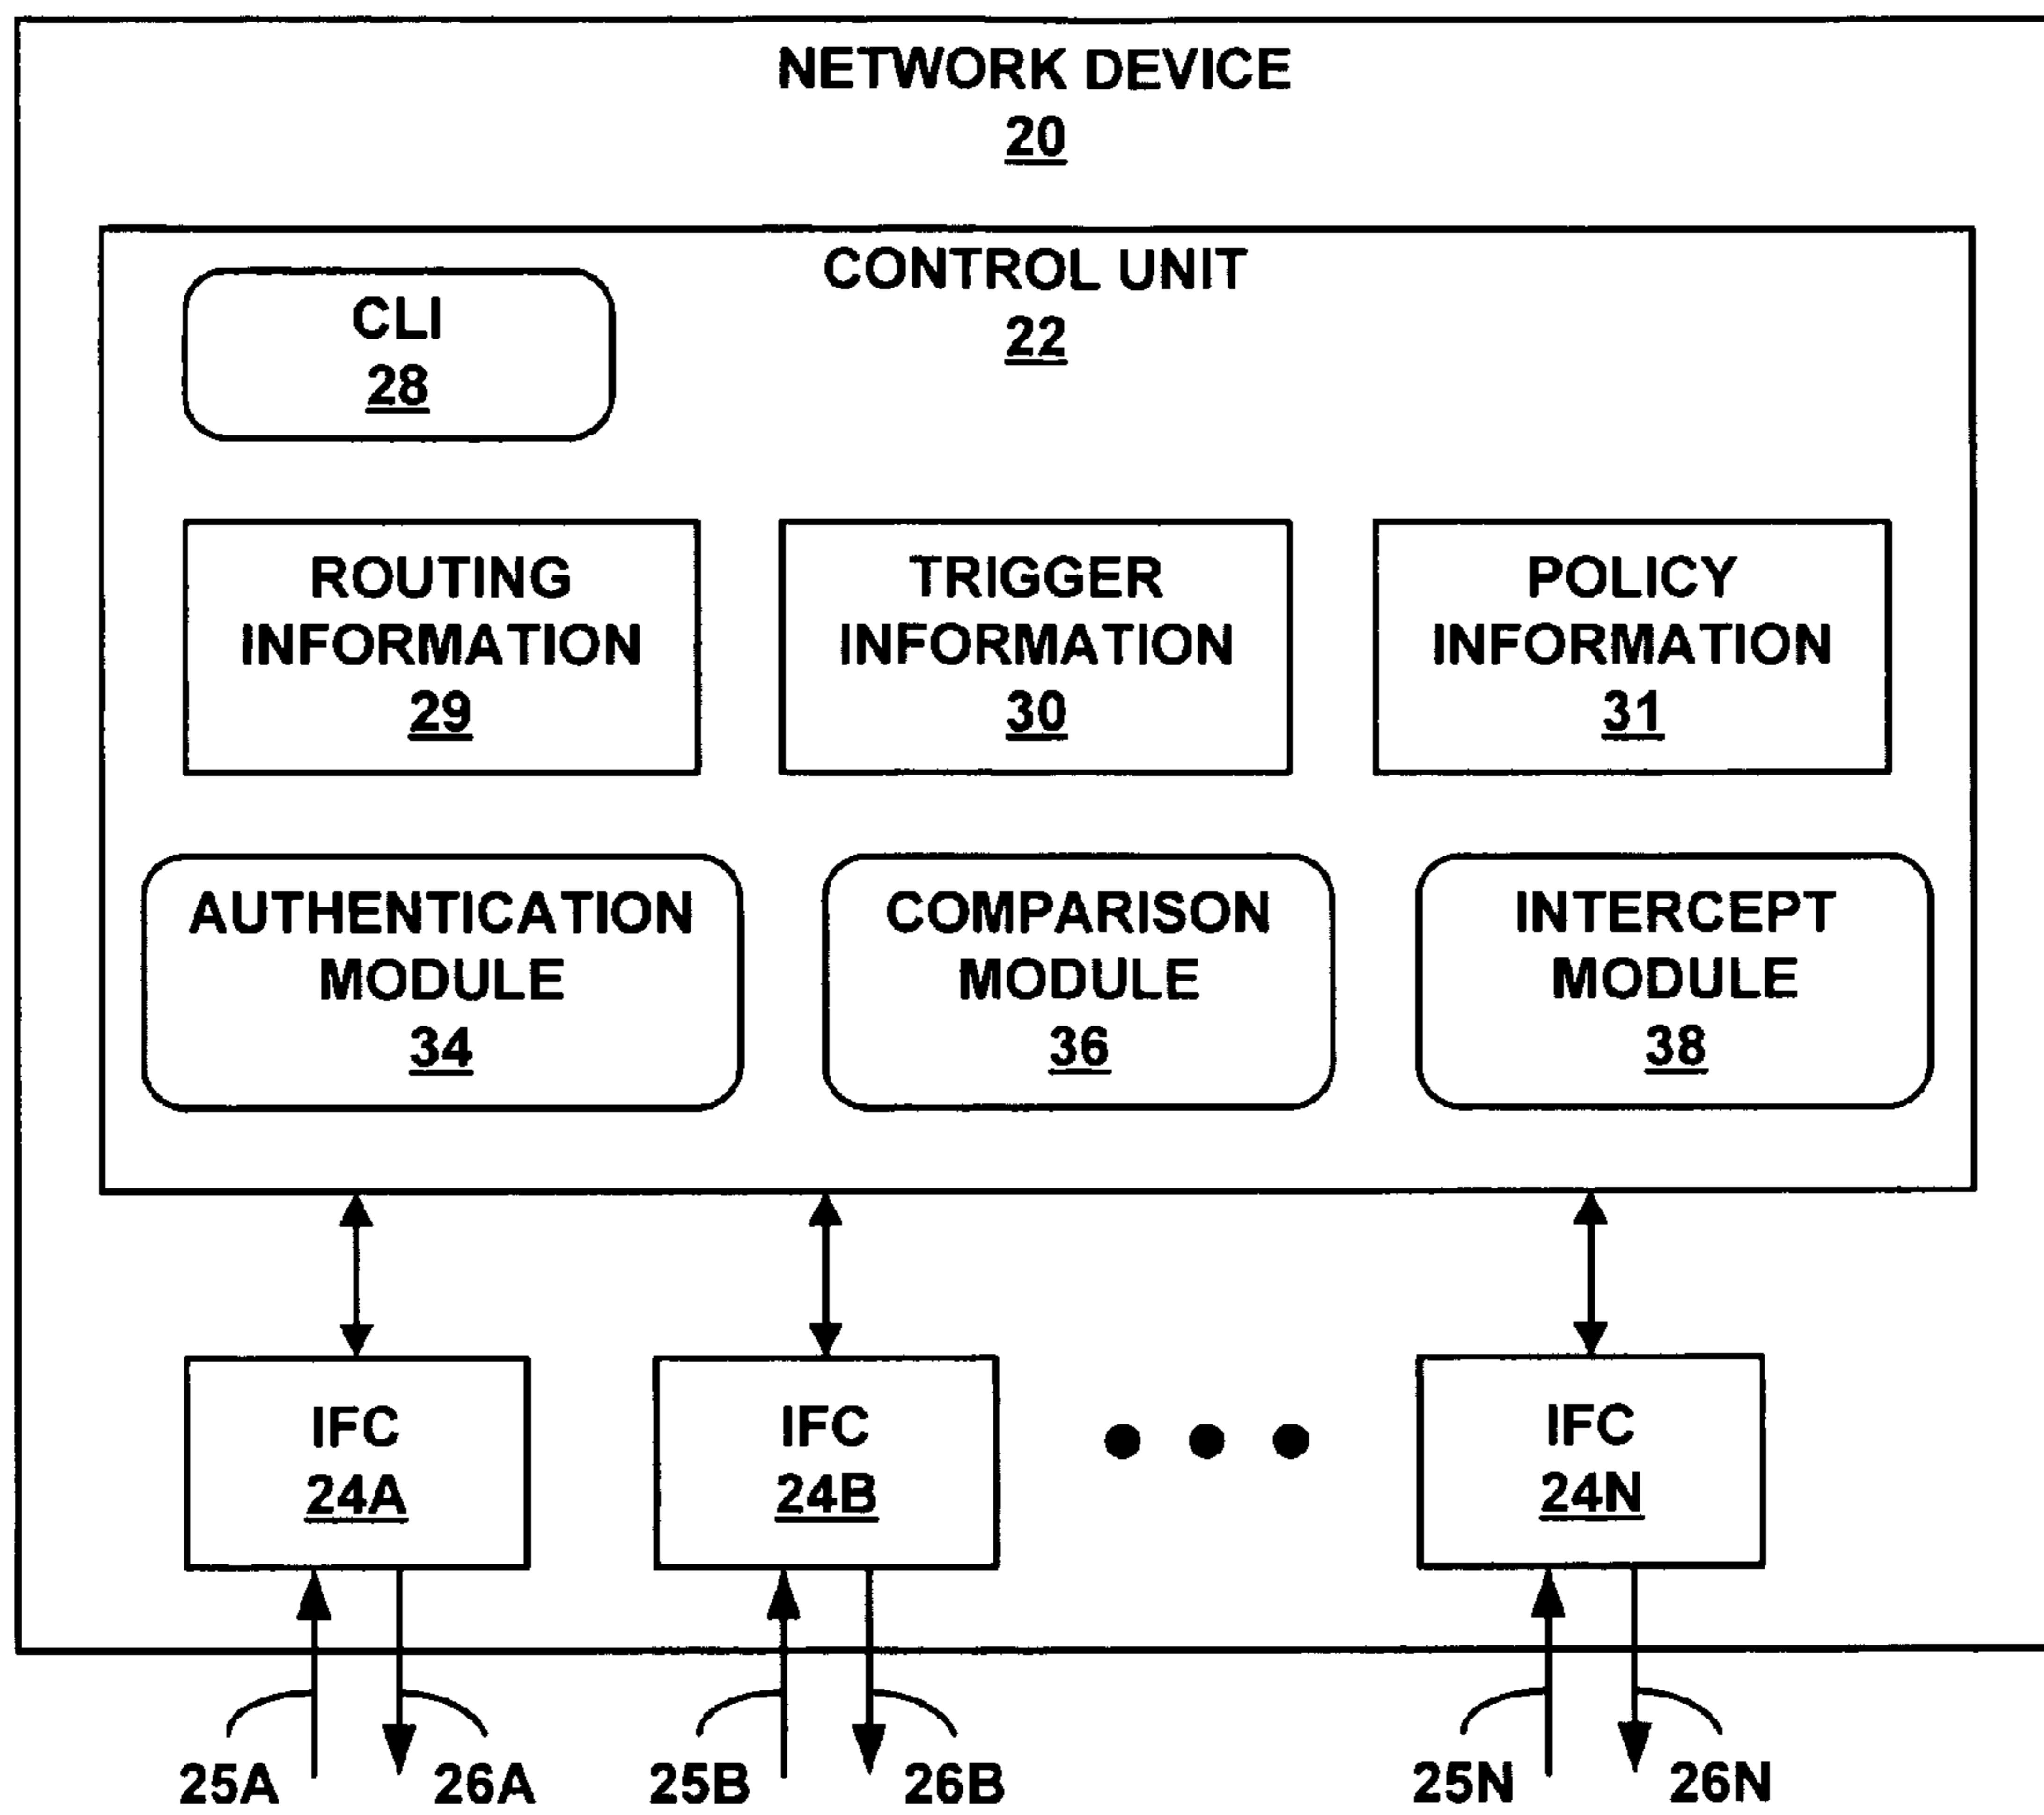 NETWORK DEVICE
20
CONTROL UNIT
22
CLI
28
ROUTING
INFORMATION
29
TRIGGER
INFORMATION
30
POLICY
INFORMATION
31
AUTHENTICATION
MODULE
34
COMPARISON
MODULE
36
INTERCEPT
MODULE
38
IFC
24A
IFC
24B
IFC
24N
25A
26A
25B
26B
25N
26N